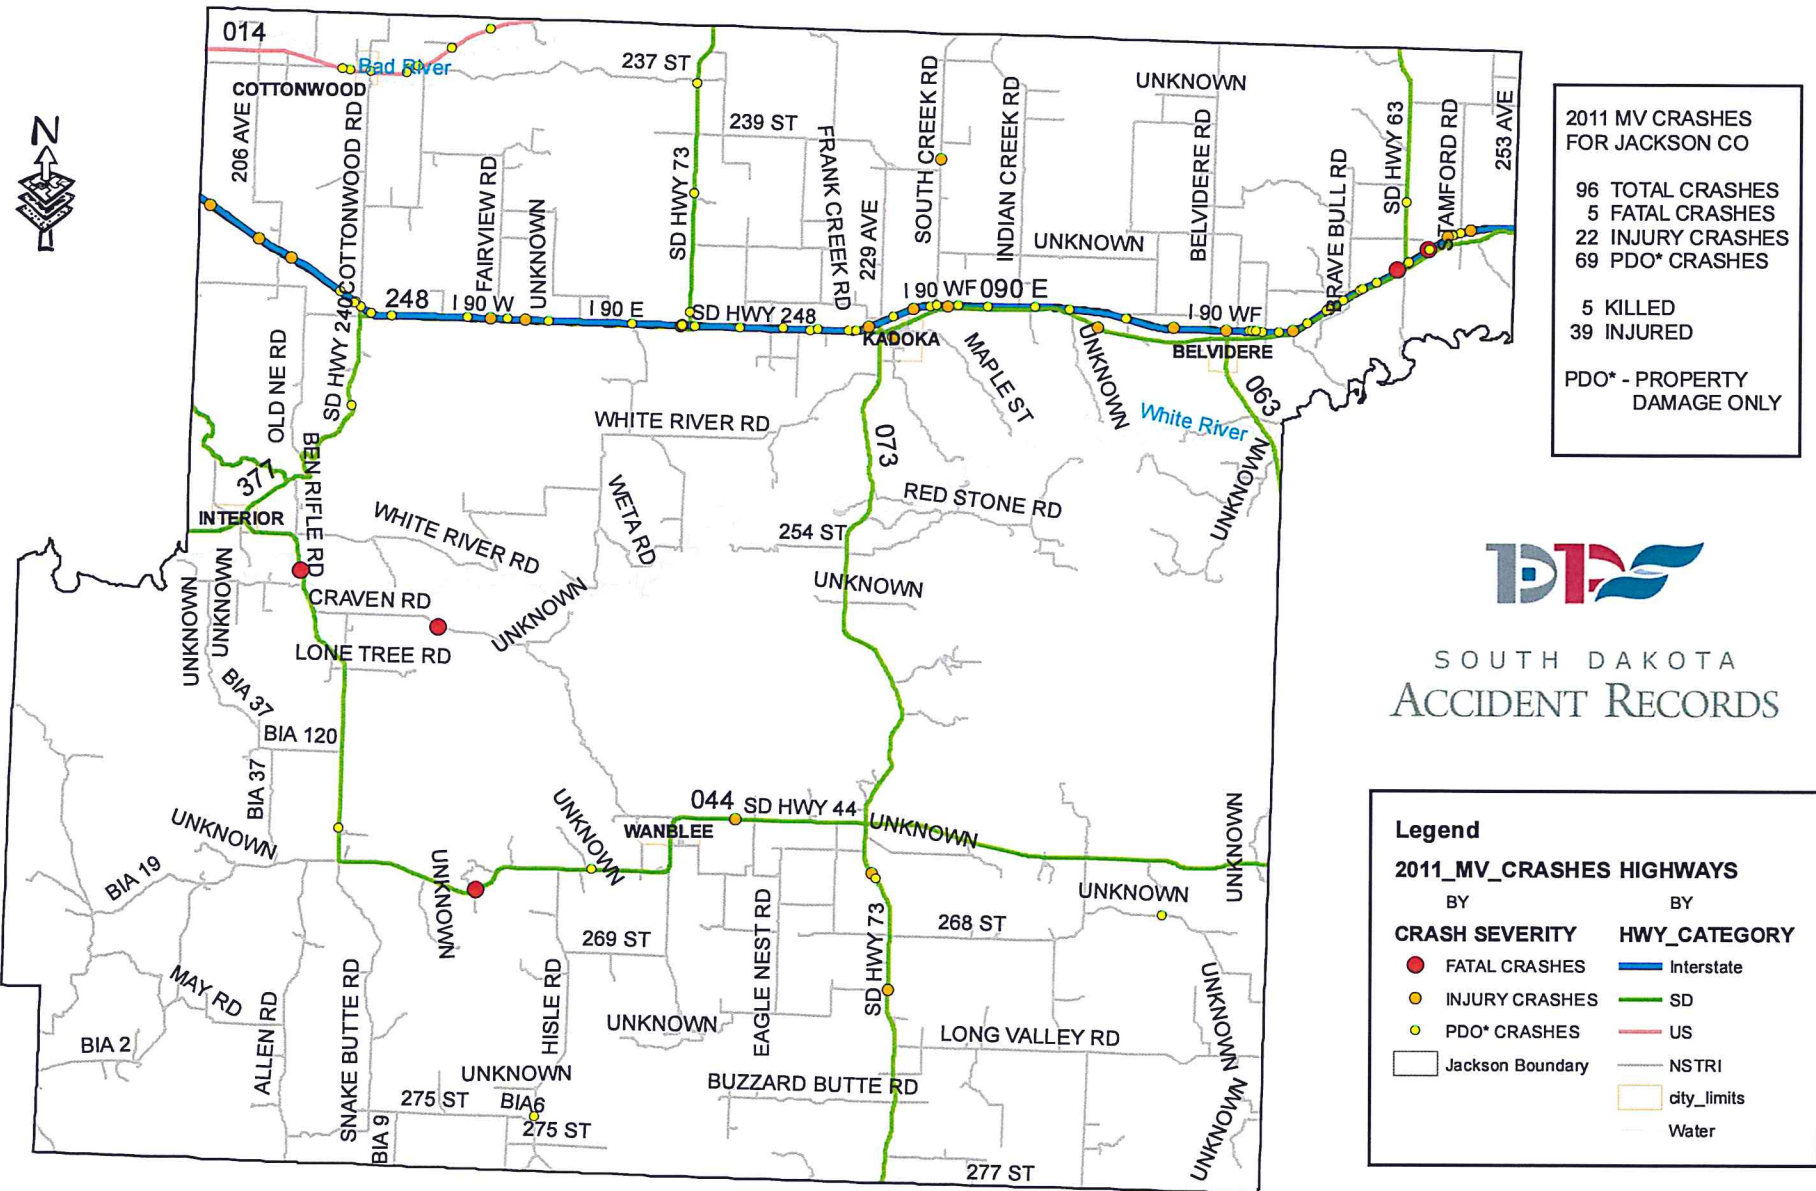 014
Bad River
COTTONWOOD
237 ST
UNKNOWN
206 AVE
COTTONWOOD RD
239 ST
FRANK CREEK RD
SOUTH CREEK RD
INDIAN CREEK RD
BELVIDERE RD
BRAVE BULL RD
SD HWY 63
STAMFORD RD
253 AVE
FAIRVIEW RD
UNKNOWN
SD HWY 73
229 AVE
UNKNOWN
248
I 90 W
I 90 E
SD HWY 248
I 90 WF
090 E
I 90 WF
KADOKA
BELVIDERE
OLD NE RD
SD HWY 240
MAPLE ST
UNKNOWN
063
White River
WHITE RIVER RD
073
UNKNOWN
377
BEN RIFLE RD
INTERIOR
WHITE RIVER RD
WETA RD
RED STONE RD
254 ST
UNKNOWN
UNKNOWN
UNKNOWN
CRAVEN RD
UNKNOWN
LONE TREE RD
BIA 37
BIA 120
BIA 37
UNKNOWN
UNKNOWN
044
SD HWY 44
WANBLEE
UNKNOWN
UNKNOWN
BIA 19
UNKNOWN
UNKNOWN
268 ST
269 ST
EAGLE NEST RD
SD HWY 73
MAY RD
ALLEN RD
SNAKE BUTTE RD
HISLE RD
UNKNOWN
UNKNOWN
BIA 2
LONG VALLEY RD
UNKNOWN
BUZZARD BUTTE RD
275 ST
BIA6
275 ST
BIA 9
277 ST
UNKNOWN
N
2011 MV CRASHES
FOR JACKSON CO
96 TOTAL CRASHES
5 FATAL CRASHES
22 INJURY CRASHES
69 PDO* CRASHES
5 KILLED
39 INJURED
PDO* - PROPERTY
DAMAGE ONLY
DPS
SOUTH DAKOTA
ACCIDENT RECORDS
Legend
2011_MV_CRASHES HIGHWAYS
BY BY
CRASH SEVERITY HWY_CATEGORY
FATAL CRASHES Interstate
INJURY CRASHES SD
PDO* CRASHES US
Jackson Boundary NSTRI
city_limits
Water